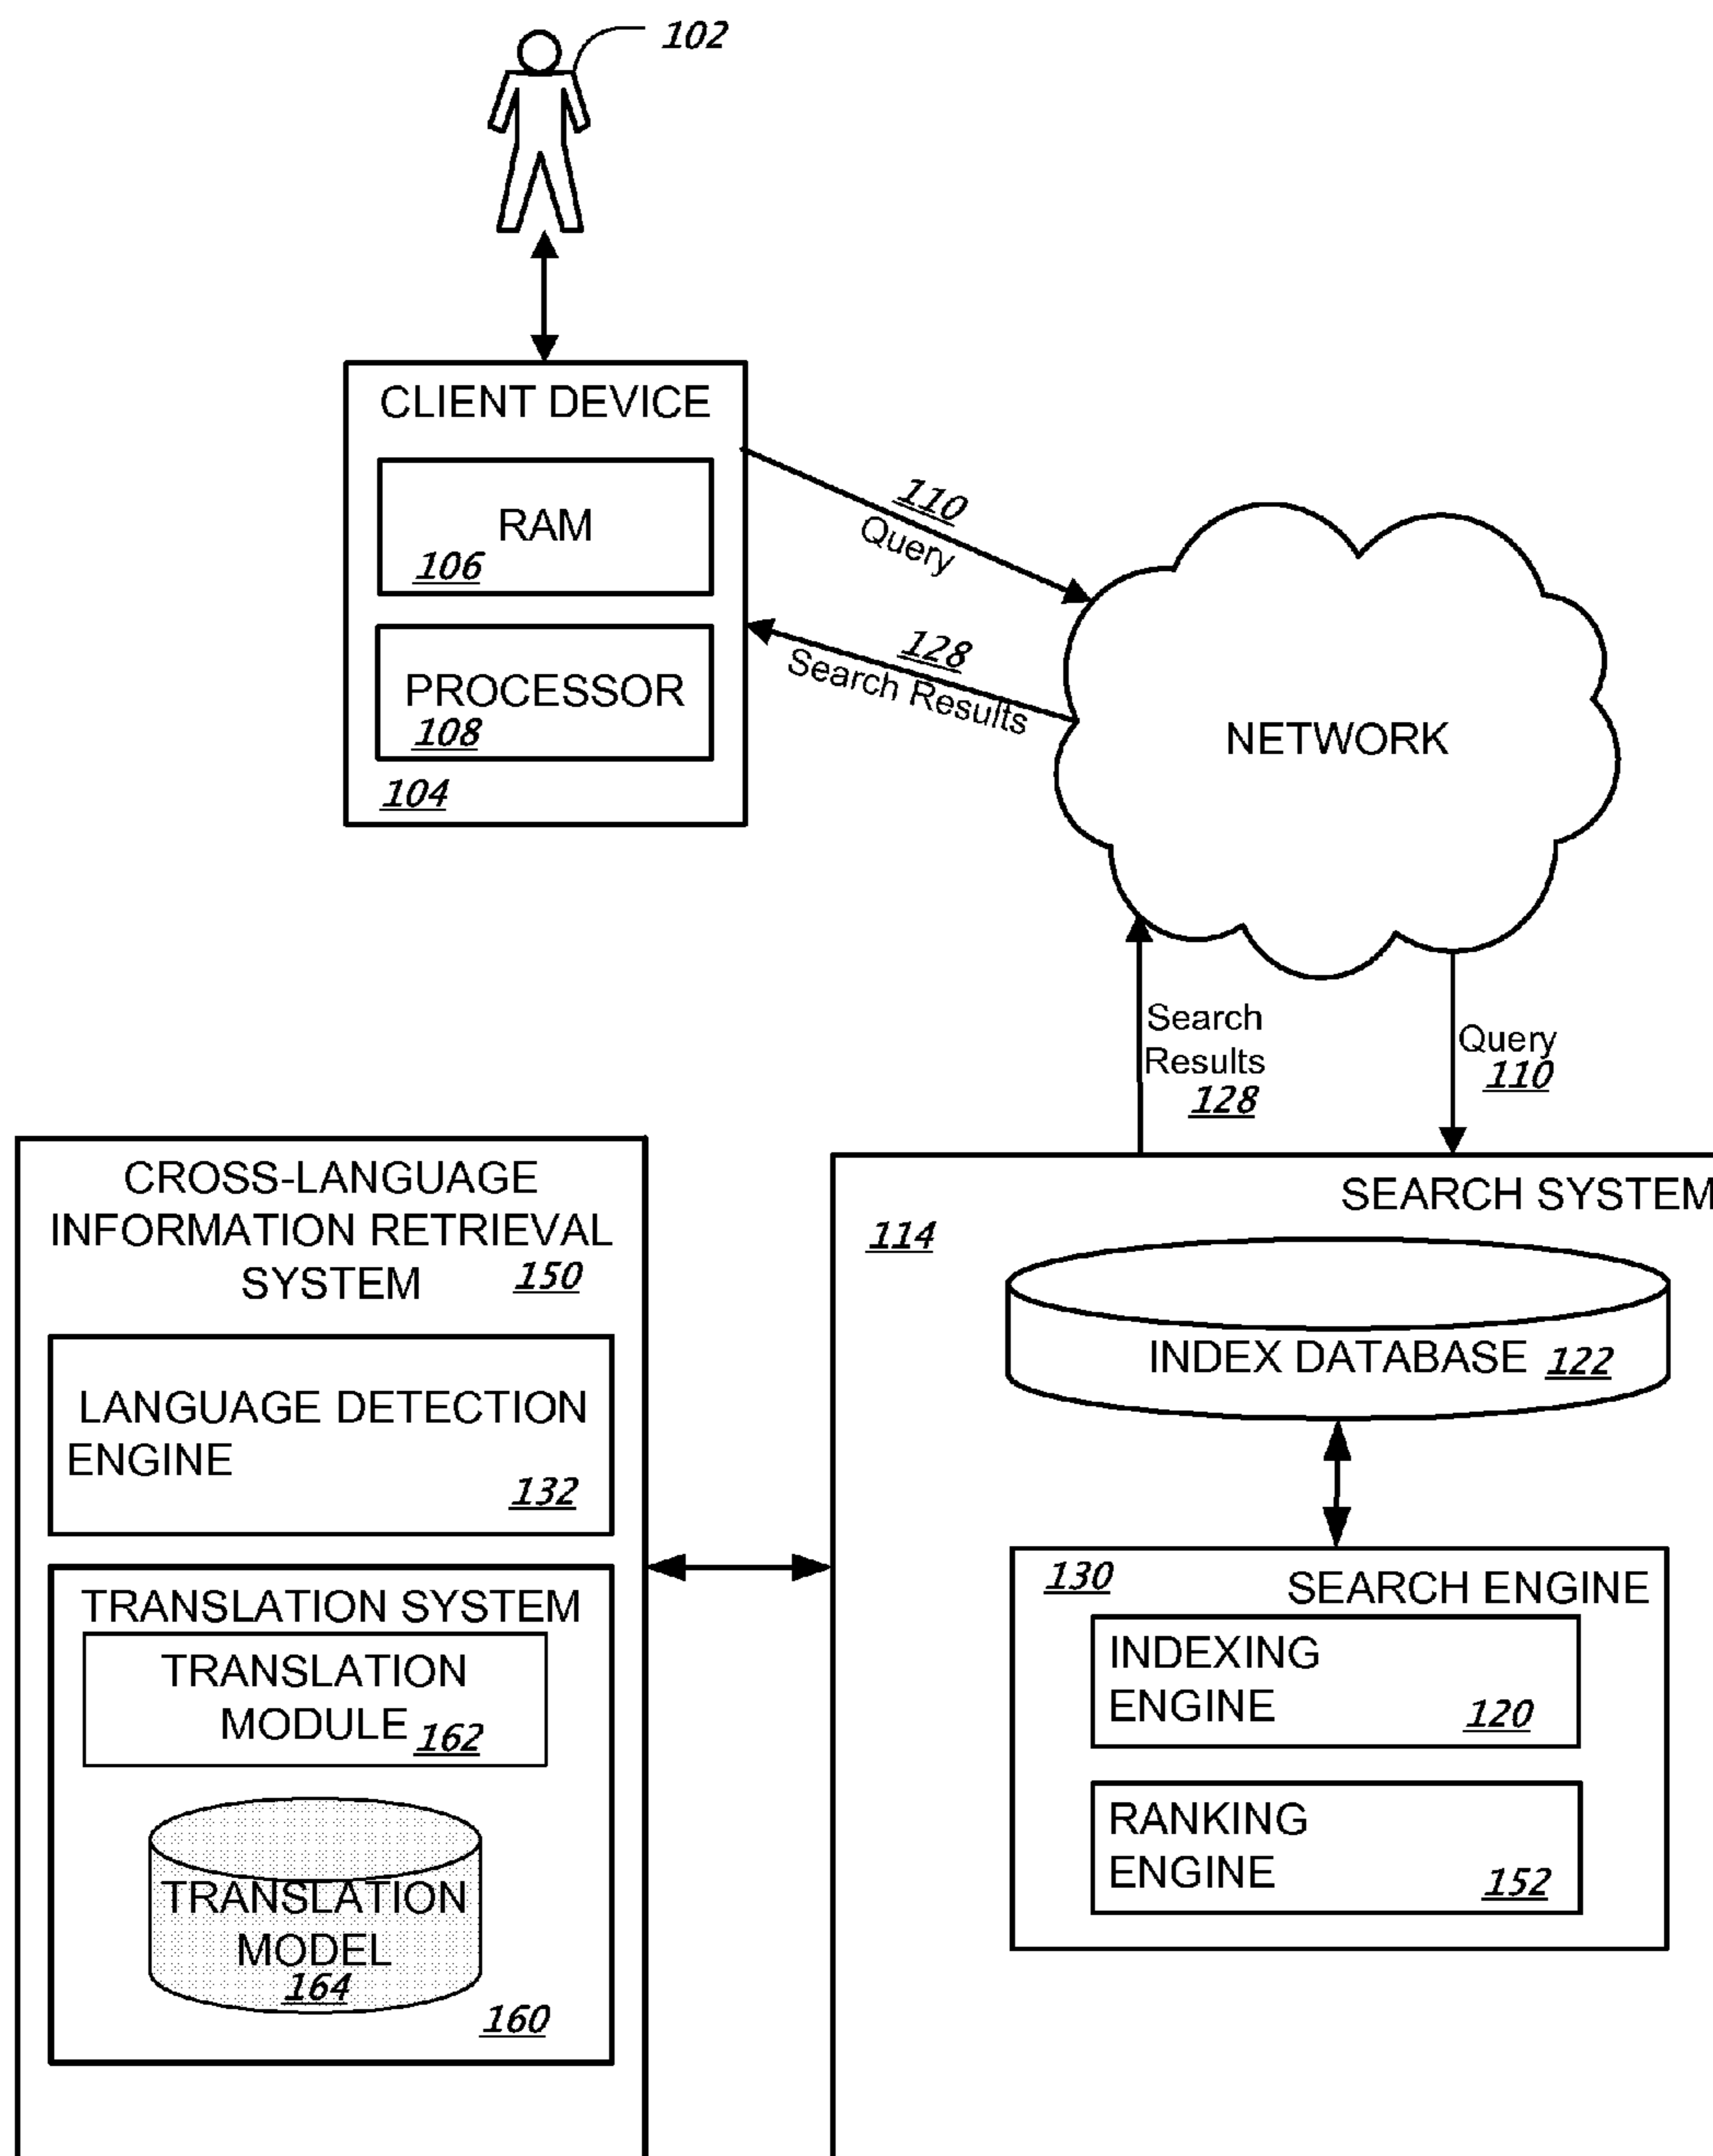 102
CLIENT DEVICE
RAM
106
PROCESSOR
108
104
110
Query
128
Search Results
NETWORK
Search
Results
128
Query
110
CROSS-LANGUAGE
INFORMATION RETRIEVAL
SYSTEM 150
LANGUAGE DETECTION
ENGINE
132
TRANSLATION SYSTEM
TRANSLATION
MODULE 162
TRANSLATION
MODEL
164
160
SEARCH SYSTEM
114
INDEX DATABASE 122
130
SEARCH ENGINE
INDEXING
ENGINE 120
RANKING
ENGINE 152